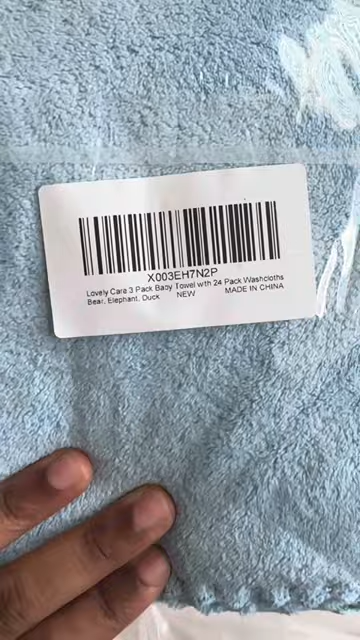 X003EH7N2P
Lovely Care 3 Pack Baby Towel with 24 Pack Washcloths
Bear, Elephant, Duck NEW MADE IN CHINA